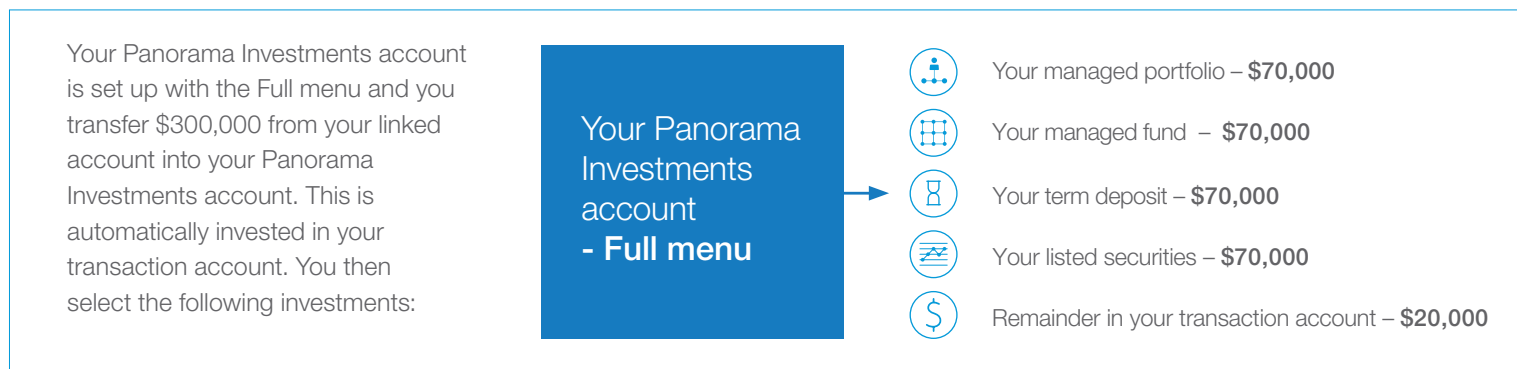 Your Panorama Investments account
is set up with the Full menu and you
transfer $300,000 from your linked
account into your Panorama
Investments account. This is
automatically invested in your
transaction account. You then
select the following investments:
Your Panorama
Investments
account
- Full menu
Your managed portfolio – $70,000
Your managed fund – $70,000
Your term deposit – $70,000
Your listed securities – $70,000
Remainder in your transaction account – $20,000